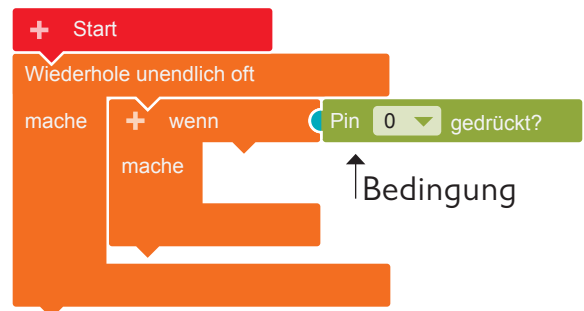 + Start
Wiederhole unendlich oft
mache + wenn Pin 0 gedrückt?
mache
Bedingung